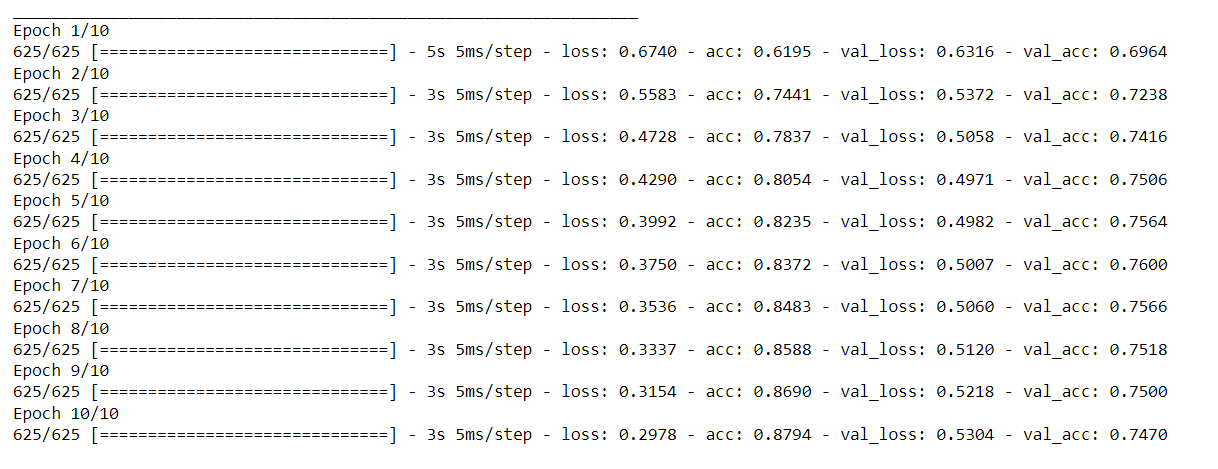 _________________________________________________________________
Epoch 1/10
625/625 [==============================] - 5s 5ms/step - loss: 0.6740 - acc: 0.6195 - val_loss: 0.6316 - val_acc: 0.6964
Epoch 2/10
625/625 [==============================] - 3s 5ms/step - loss: 0.5583 - acc: 0.7441 - val_loss: 0.5372 - val_acc: 0.7238
Epoch 3/10
625/625 [==============================] - 3s 5ms/step - loss: 0.4728 - acc: 0.7837 - val_loss: 0.5058 - val_acc: 0.7416
Epoch 4/10
625/625 [==============================] - 3s 5ms/step - loss: 0.4290 - acc: 0.8054 - val_loss: 0.4971 - val_acc: 0.7506
Epoch 5/10
625/625 [==============================] - 3s 5ms/step - loss: 0.3992 - acc: 0.8235 - val_loss: 0.4982 - val_acc: 0.7564
Epoch 6/10
625/625 [==============================] - 3s 5ms/step - loss: 0.3750 - acc: 0.8372 - val_loss: 0.5007 - val_acc: 0.7600
Epoch 7/10
625/625 [==============================] - 3s 5ms/step - loss: 0.3536 - acc: 0.8483 - val_loss: 0.5060 - val_acc: 0.7566
Epoch 8/10
625/625 [==============================] - 3s 5ms/step - loss: 0.3337 - acc: 0.8588 - val_loss: 0.5120 - val_acc: 0.7518
Epoch 9/10
625/625 [==============================] - 3s 5ms/step - loss: 0.3154 - acc: 0.8690 - val_loss: 0.5218 - val_acc: 0.7500
Epoch 10/10
625/625 [==============================] - 3s 5ms/step - loss: 0.2978 - acc: 0.8794 - val_loss: 0.5304 - val_acc: 0.7470